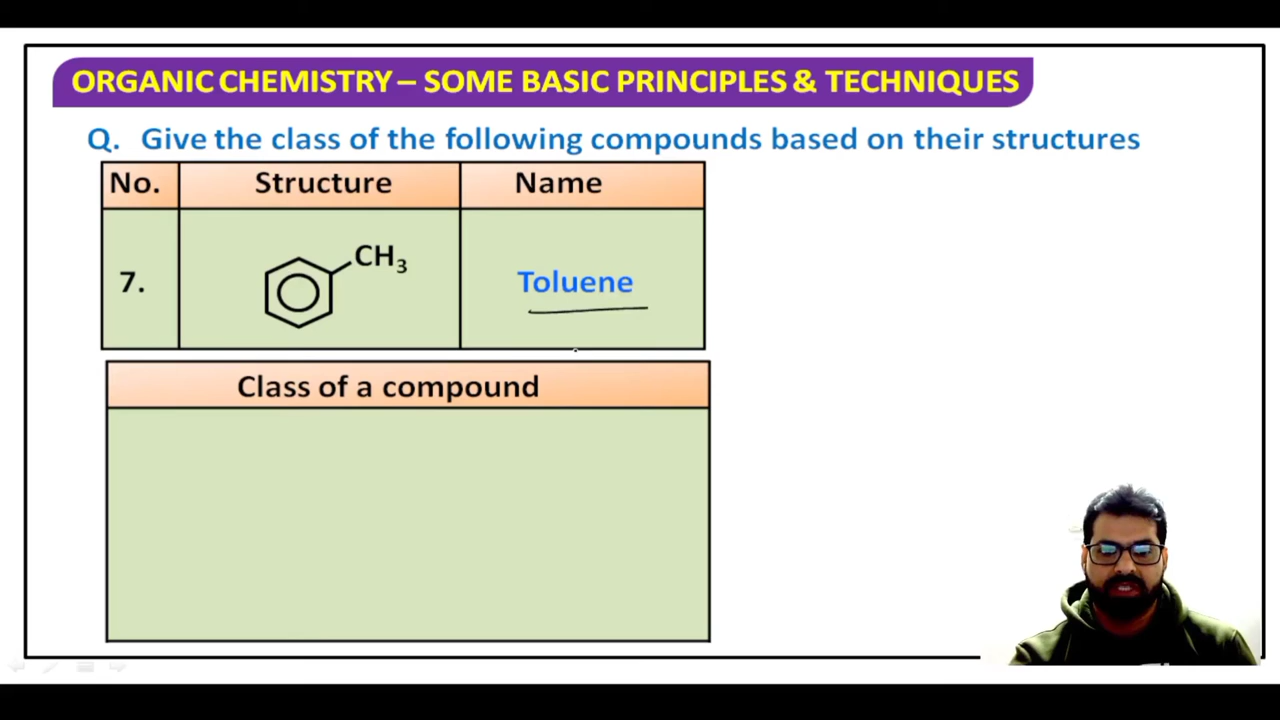 ORGANIC CHEMISTRY – SOME BASIC PRINCIPLES & TECHNIQUES
Q. Give the class of the following compounds based on their structures
No. Structure Name
7. CH₃ Toluene
Class of a compound